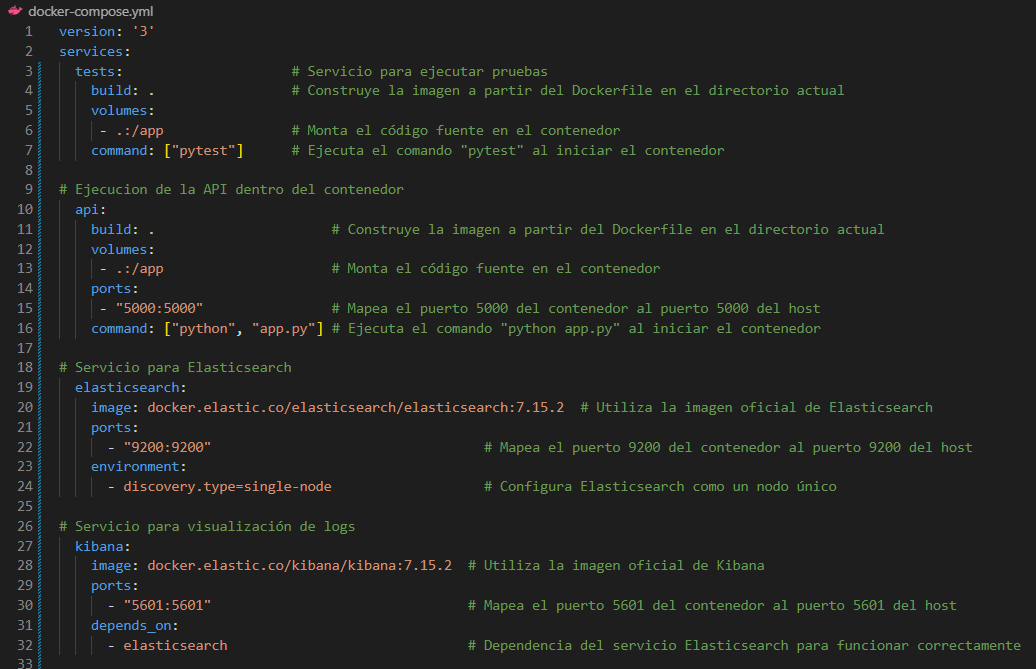 docker-compose.yml
1 version: '3'
2 services:
3   tests:                     # Servicio para ejecutar pruebas
4     build: .                 # Construye la imagen a partir del Dockerfile en el directorio actual
5     volumes:
6      - .:/app                # Monta el código fuente en el contenedor
7     command: ["pytest"]      # Ejecuta el comando "pytest" al iniciar el contenedor
8
9 # Ejecucion de la API dentro del contenedor
10   api:
11     build: .                      # Construye la imagen a partir del Dockerfile en el directorio actual
12     volumes:
13      - .:/app                     # Monta el código fuente en el contenedor
14     ports:
15      - "5000:5000"                # Mapea el puerto 5000 del contenedor al puerto 5000 del host
16     command: ["python", "app.py"] # Ejecuta el comando "python app.py" al iniciar el contenedor
17
18 # Servicio para Elasticsearch
19   elasticsearch:
20     image: docker.elastic.co/elasticsearch/elasticsearch:7.15.2  # Utiliza la imagen oficial de Elasticsearch
21     ports:
22       - "9200:9200"                                  # Mapea el puerto 9200 del contenedor al puerto 9200 del host
23     environment:
24       - discovery.type=single-node                   # Configura Elasticsearch como un nodo único
25
26 # Servicio para visualización de logs
27   kibana:
28     image: docker.elastic.co/kibana/kibana:7.15.2  # Utiliza la imagen oficial de Kibana
29     ports:
30       - "5601:5601"                                # Mapea el puerto 5601 del contenedor al puerto 5601 del host
31     depends_on:
32       - elasticsearch                              # Dependencia del servicio Elasticsearch para funcionar correctamente
33